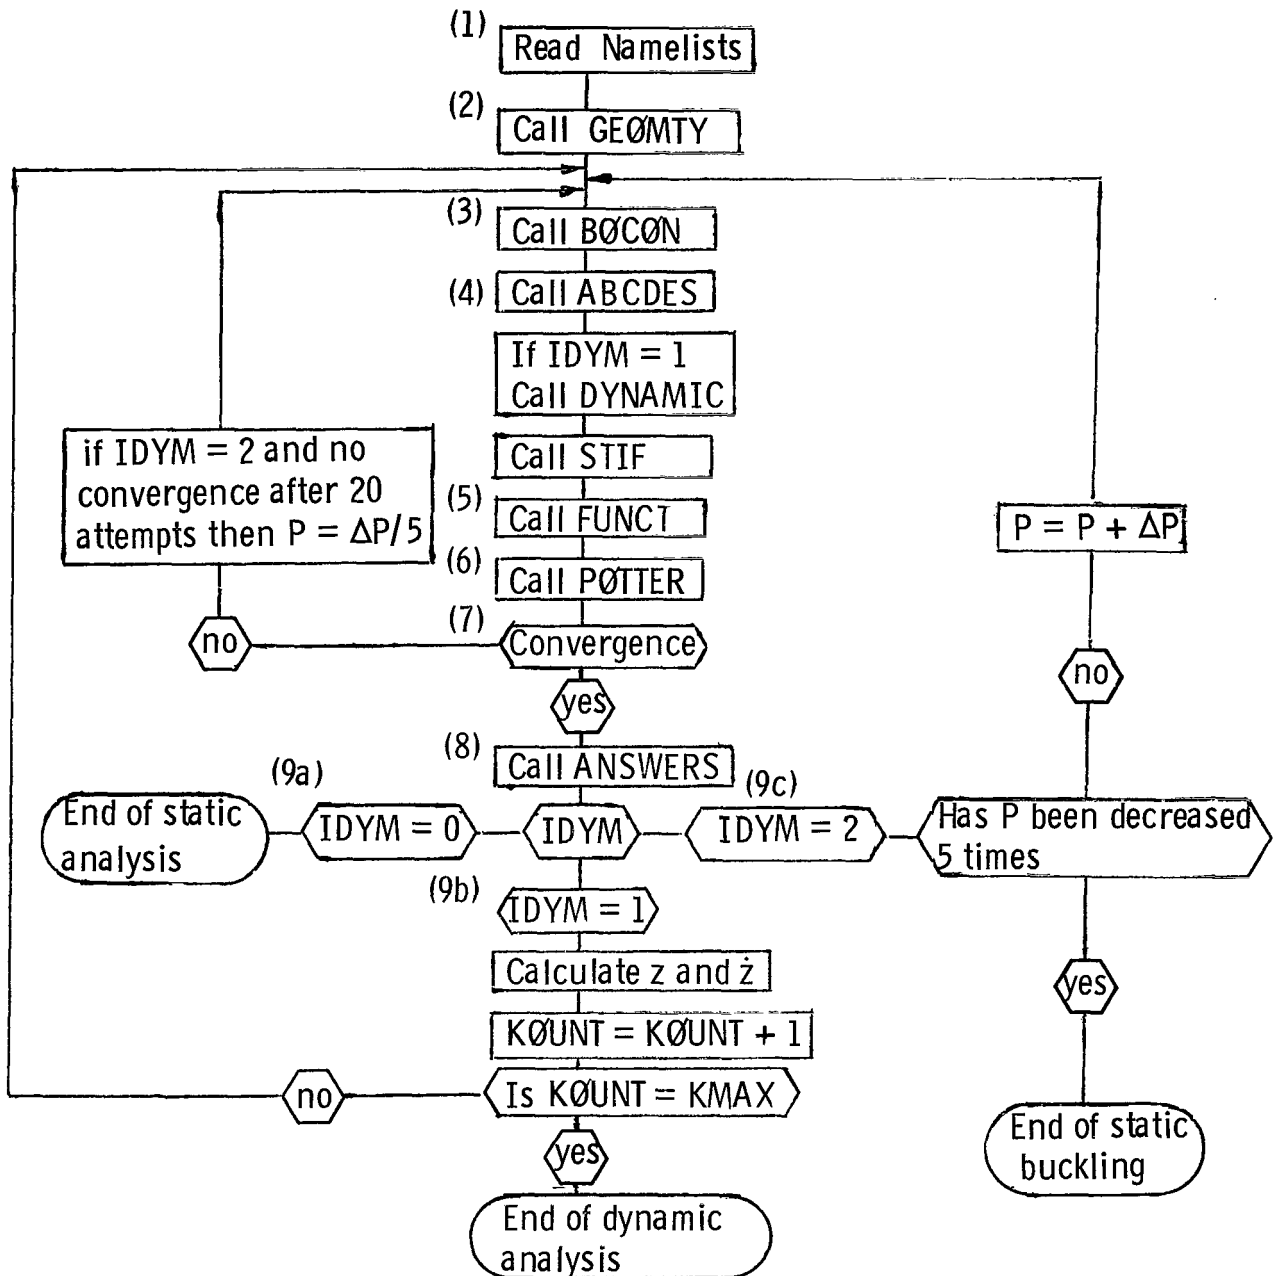 (1)
Read Namelists
(2)
Call GEØMTY
(3)
Call BØCØN
(4)
Call ABCDES
If IDYM = 1
Call DYNAMIC
Call STIF
(5)
Call FUNCT
(6)
Call PØTTER
(7)
Convergence
no
if IDYM = 2 and no
convergence after 20
attempts then P = ΔP/5
yes
(8)
Call ANSWERS
IDYM
(9a)
IDYM = 0
End of static
analysis
(9c)
IDYM = 2
Has P been decreased
5 times
no
P = P + ΔP
yes
End of static
buckling
(9b)
IDYM = 1
Calculate z and ż
KØUNT = KØUNT + 1
Is KØUNT = KMAX
no
yes
End of dynamic
analysis